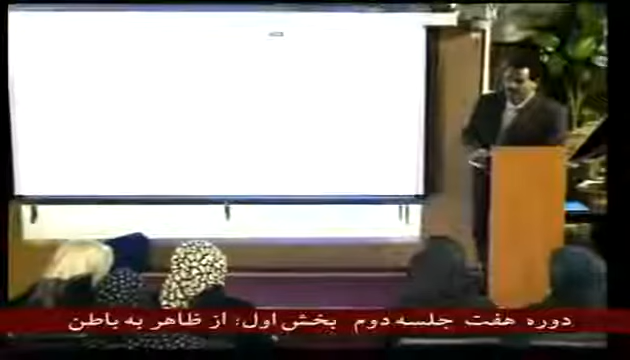 دوره هفت جلسه دوم بخش اول: از ظاهر به باطن